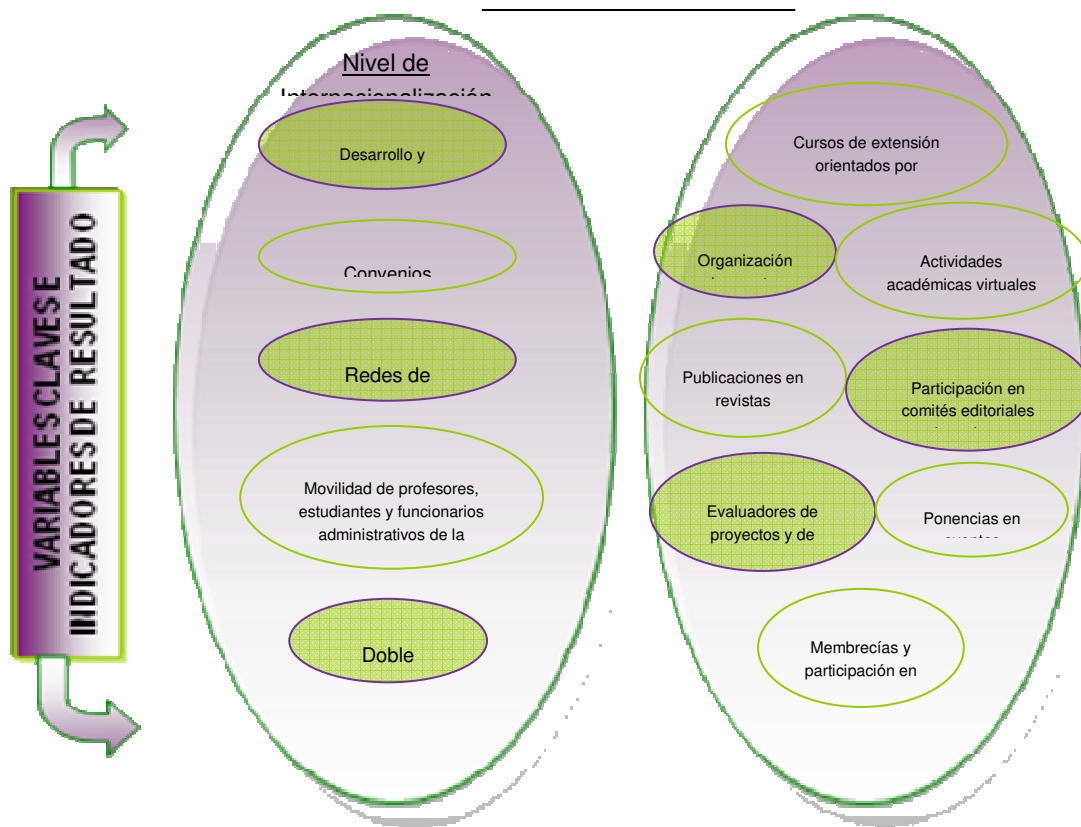 VARIABLES CLAVES E
INDICADORES DE RESULTADO
Nivel de
Internacionalización
Desarrollo y
Convenios
Redes de
Movilidad de profesores,
estudiantes y funcionarios
administrativos de la
Doble
Cursos de extensión
orientados por
Organización
Actividades
académicas virtuales
Publicaciones en
revistas
Participación en
comités editoriales
Evaluadores de
proyectos y de
Ponencias en
eventos
Membrecías y
participación en